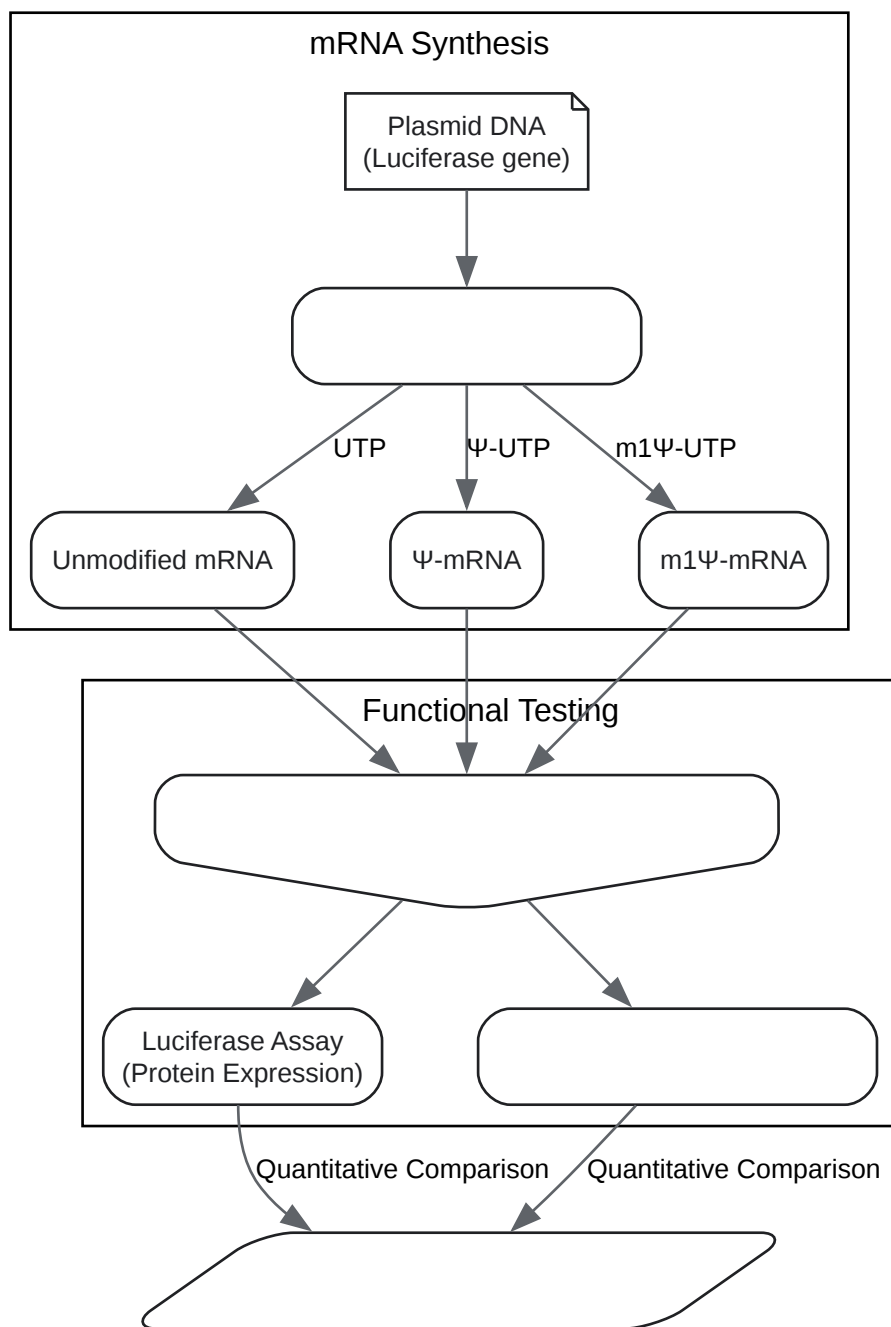 mRNA Synthesis
Plasmid DNA
(Luciferase gene)
UTP
Ψ-UTP
m1Ψ-UTP
Unmodified mRNA
Ψ-mRNA
m1Ψ-mRNA
Functional Testing
Luciferase Assay
(Protein Expression)
Quantitative Comparison
Quantitative Comparison